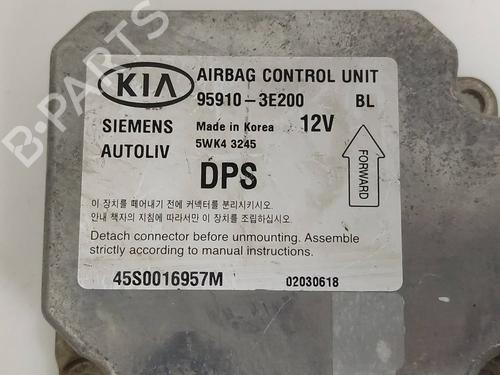 B-PARTS
KIA
AIRBAG CONTROL UNIT
95910-3E200 BL
SIEMENS
Made in Korea 12V
AUTOLIV
5WK4 3245
DPS
FORWARD
이 장치를 떼어내기 전에 커넥터를 분리시키시오.
안내 책자의 지침에 따라서만 이 장치를 조립하십시오.
Detach connector before unmounting. Assemble
strictly according to manual instructions.
45S0016957M 02030618